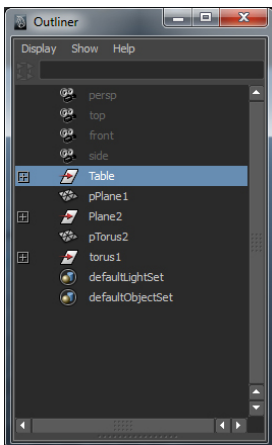 Outliner
Display Show Help
persp
top
front
side
Table
pPlane1
Plane2
pTorus2
torus1
defaultLightSet
defaultObjectSet